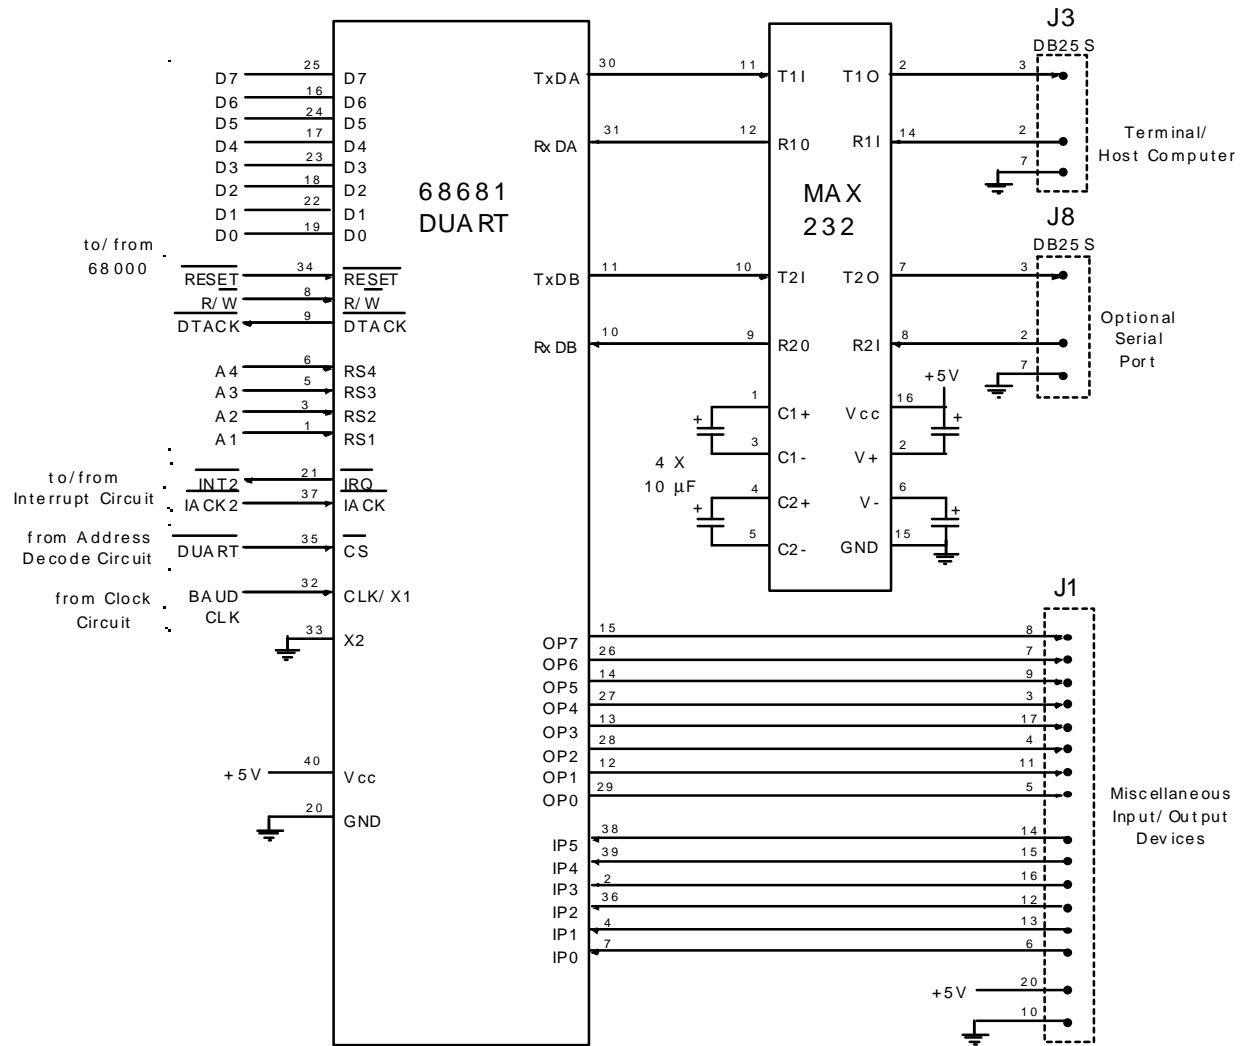 J3
DB25S
25 D7 D7
16 D6 D6
24 D5 D5
17 D4 D4
23 D3 D3
18 D2 D2
22 D1 D1
19 D0 D0
to/from
68000
34 RESET RESET
8 R/W R/W
9 DTACK DTACK
6 A4 RS4
5 A3 RS3
3 A2 RS2
1 A1 RS1
to/from
Interrupt Circuit
21 INT2 IRQ
37 IACK2 IACK
from Address
Decode Circuit
35 DUART CS
from Clock
Circuit
32 BAUD CLK/X1
CLK
33 X2
40 +5V Vcc
20 GND
68681
DUART
TxDA 30 11 T1I T1O 2 3
RxDA 31 12 R10 R1I 14 2
7
Terminal/
Host Computer
MAX
232
J8
DB25S
TxDB 11 10 T2I T2O 7 3
RxDB 10 9 R20 R2I 8 2
7
Optional
Serial
Port
+5V
1 + C1+ Vcc 16 +
3 C1- V+ 2
4 X
10 µF
4 + C2+ V- 6 +
5 C2- GND 15
J1
OP7 15 8
OP6 26 7
OP5 14 9
OP4 27 3
OP3 13 17
OP2 28 4
OP1 12 11
OP0 29 5
IP5 38 14
IP4 39 15
IP3 2 16
IP2 36 12
IP1 4 13
IP0 7 6
+5V 20
10
Miscellaneous
Input/Output
Devices